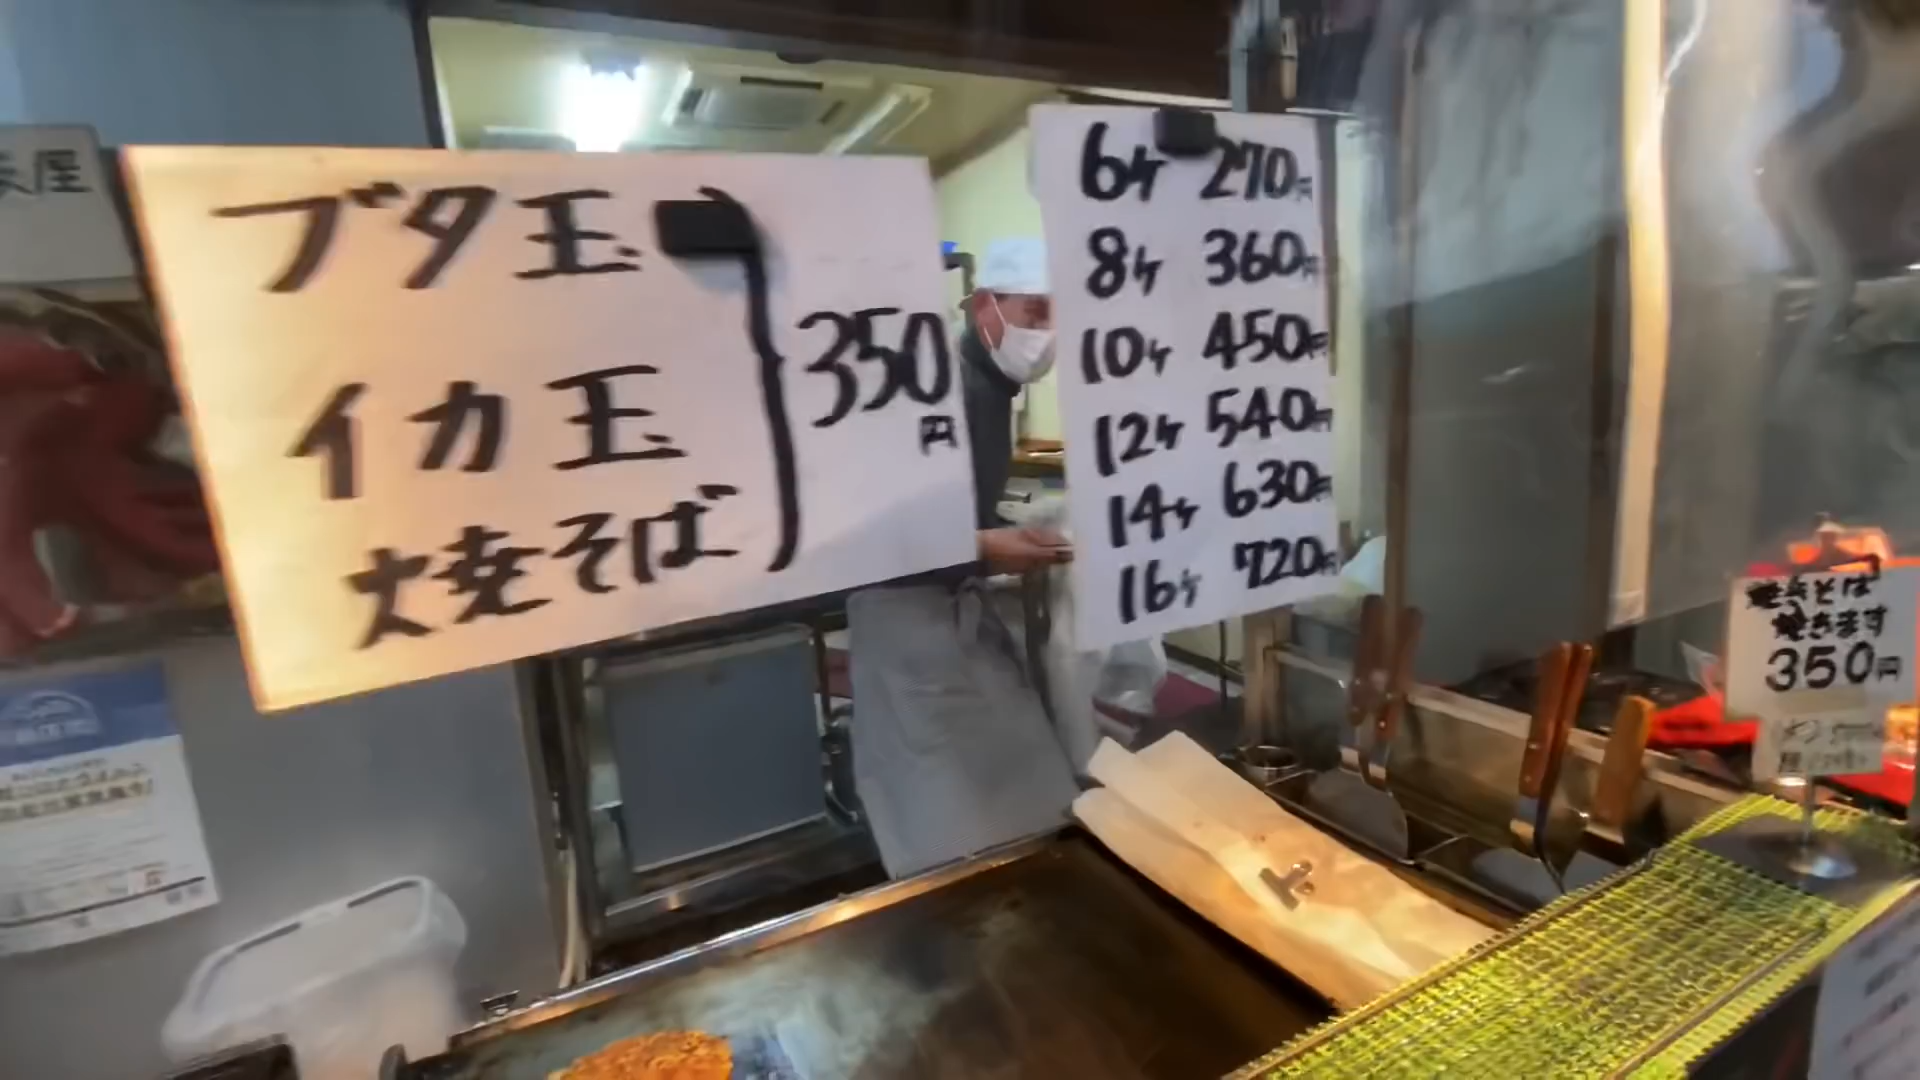 ブタ玉
イカ玉
焼そば
350円
6ヶ 270円
8ヶ 360円
10ヶ 450円
12ヶ 540円
14ヶ 630円
16ヶ 720円
焼そば
焼きます
350円
屋